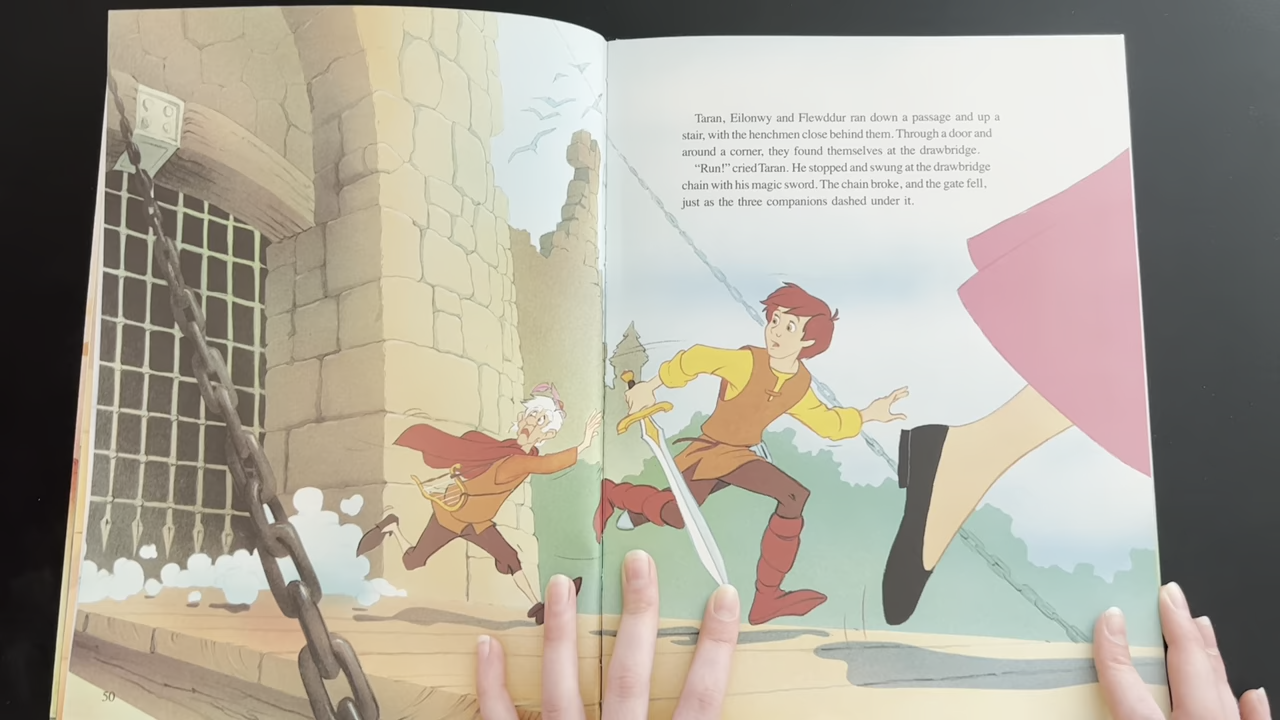 Taran, Eilonwy and Flewddur ran down a passage and up a
stair, with the henchmen close behind them. Through a door and
around a corner, they found themselves at the drawbridge.
“Run!” cried Taran. He stopped and swung at the drawbridge
chain with his magic sword. The chain broke, and the gate fell,
just as the three companions dashed under it.
50